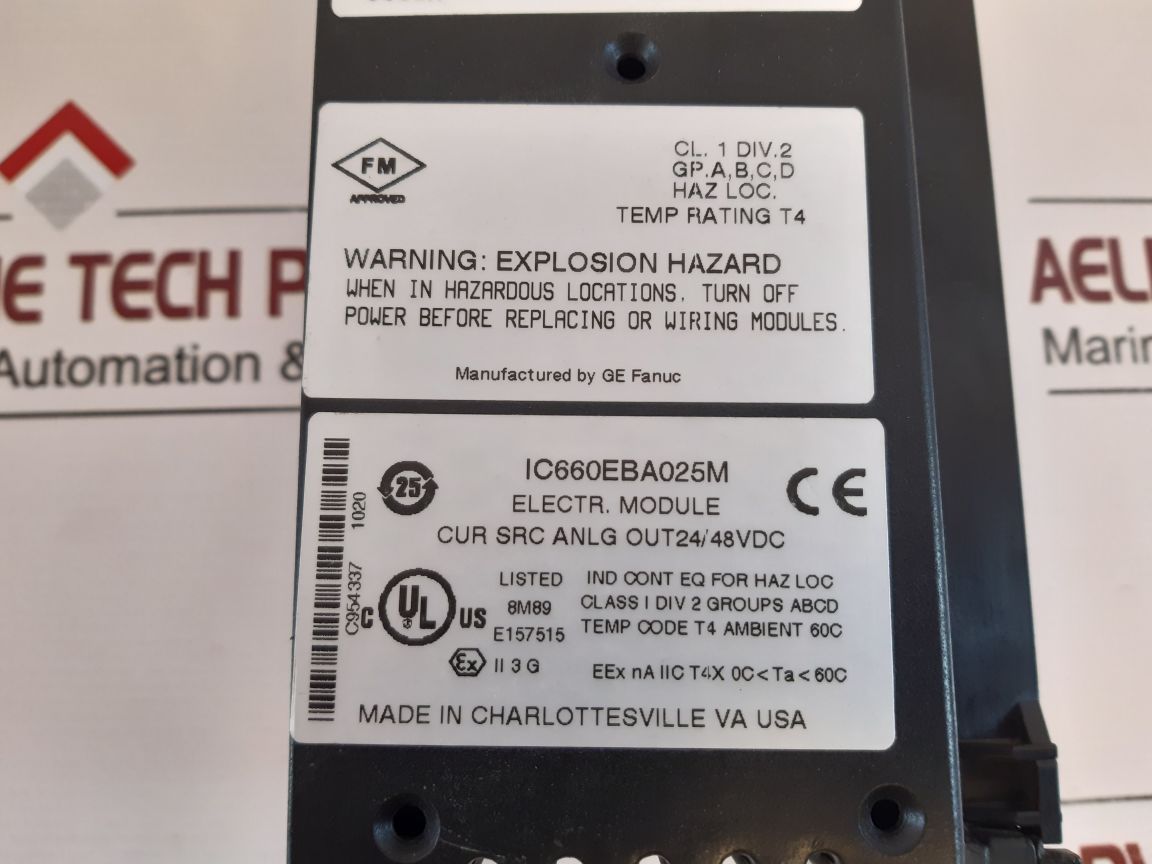 FM
APPROVED
CL. 1 DIV.2
GP.A,B,C,D
HAZ LOC.
TEMP RATING T4
WARNING: EXPLOSION HAZARD
WHEN IN HAZARDOUS LOCATIONS, TURN OFF
POWER BEFORE REPLACING OR WIRING MODULES.
Manufactured by GE Fanuc
25
IC660EBA025M
ELECTR. MODULE
CUR SRC ANLG OUT24/48VDC
CE
C954337 1020
C UL US
LISTED
8M89
E157515
IND CONT EQ FOR HAZ LOC
CLASS I DIV 2 GROUPS ABCD
TEMP CODE T4 AMBIENT 60C
Ex II 3 G
EEx nA IIC T4X 0C<Ta<60C
MADE IN CHARLOTTESVILLE VA USA
TECH
Automation &